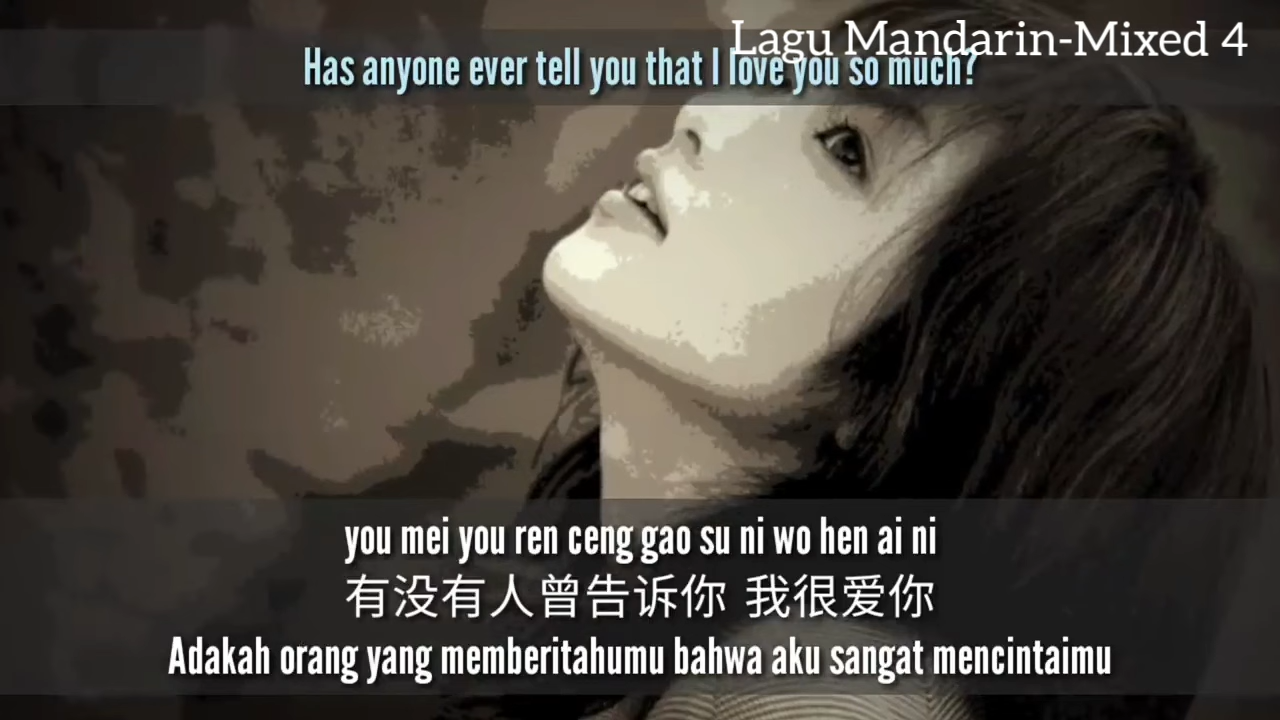 Lagu Mandarin-Mixed 4
Has anyone ever tell you that I love you so much?
you mei you ren ceng gao su ni wo hen ai ni
有没有人曾告诉你 我很爱你
Adakah orang yang memberitahumu bahwa aku sangat mencintaimu